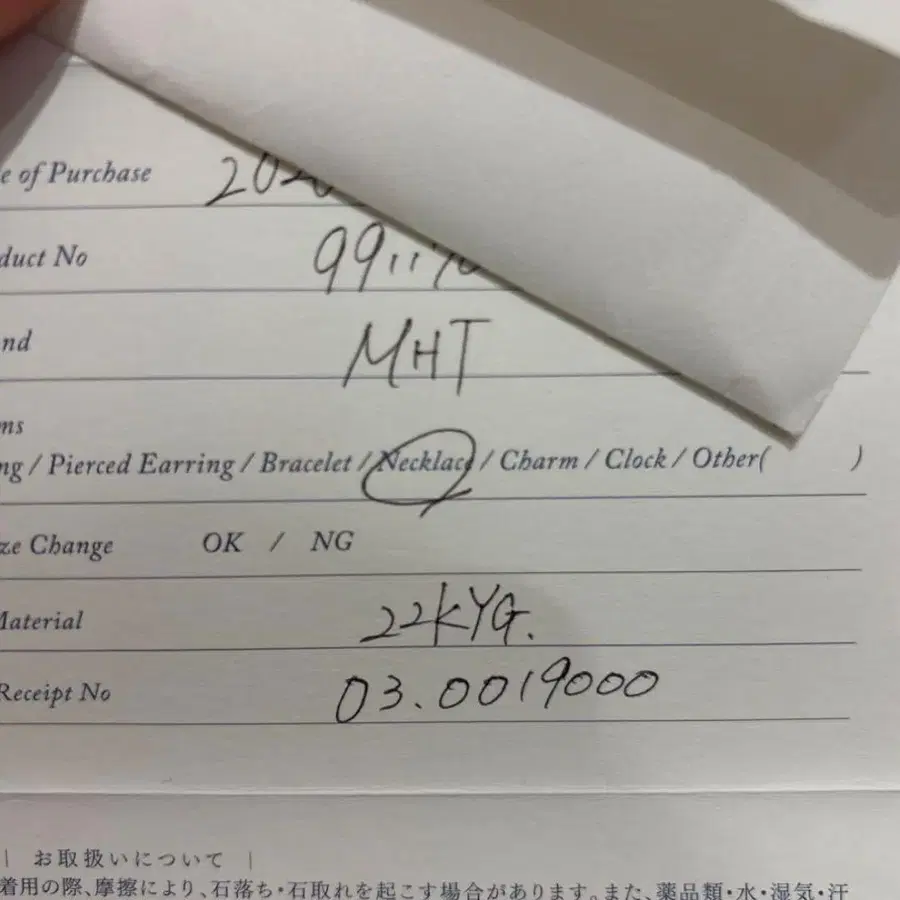 e of Purchase 202
duct No 9911
nd MHT
ms
ng / Pierced Earring / Bracelet / Necklace / Charm / Clock / Other( )
ze Change OK / NG
Material 22KYG.
Receipt No 03.0019000
| お取扱いについて |
着用の際、摩擦により、石落ち・石取れを起こす場合があります。また、薬品類・水・湿気・汗